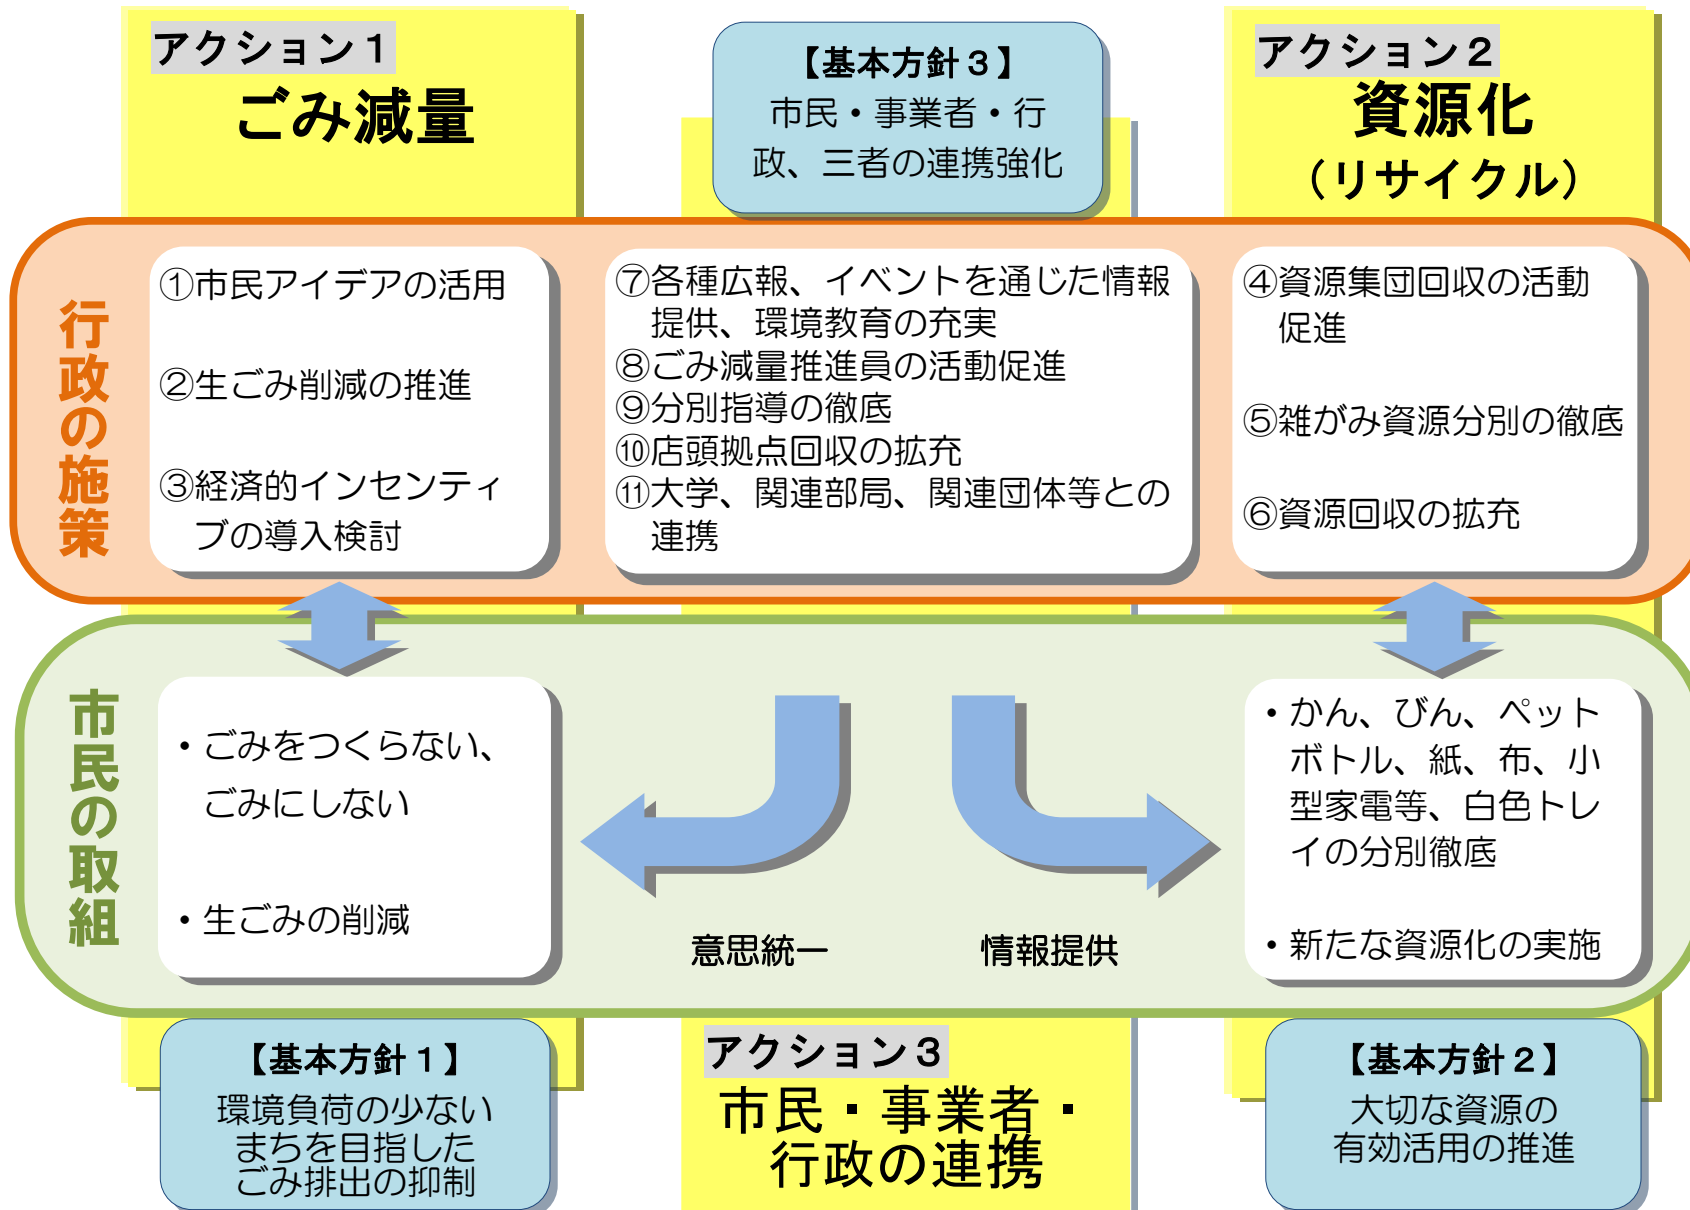 アクション１
ごみ減量
【基本方針３】
市民・事業者・行
政、三者の連携強化
アクション２
資源化
（リサイクル）
行政の施策
①市民アイデアの活用
②生ごみ削減の推進
③経済的インセンティ
ブの導入検討
⑦各種広報、イベントを通じた情報
提供、環境教育の充実
⑧ごみ減量推進員の活動促進
⑨分別指導の徹底
⑩店頭拠点回収の拡充
⑪大学、関連部局、関連団体等との
連携
④資源集団回収の活動
促進
⑤雑がみ資源分別の徹底
⑥資源回収の拡充
市民の取組
・ごみをつくらない、
ごみにしない
・生ごみの削減
意思統一
情報提供
・かん、びん、ペット
ボトル、紙、布、小
型家電等、白色トレ
イの分別徹底
・新たな資源化の実施
【基本方針１】
環境負荷の少ない
まちを目指した
ごみ排出の抑制
アクション３
市民・事業者・
行政の連携
【基本方針２】
大切な資源の
有効活用の推進